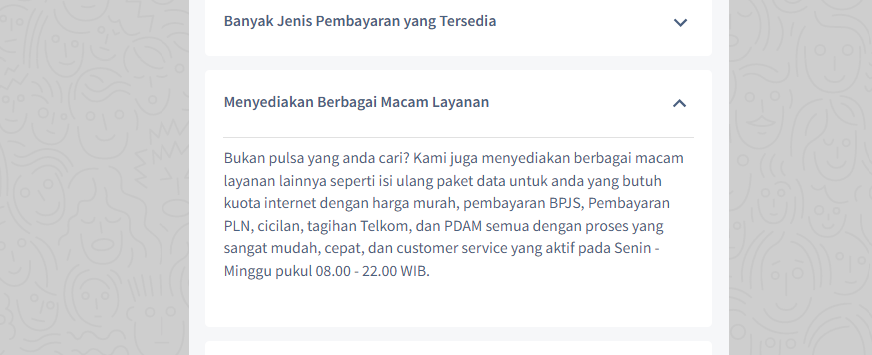 Banyak Jenis Pembayaran yang Tersedia
Menyediakan Berbagai Macam Layanan
Bukan pulsa yang anda cari? Kami juga menyediakan berbagai macam
layanan lainnya seperti isi ulang paket data untuk anda yang butuh
kuota internet dengan harga murah, pembayaran BPJS, Pembayaran
PLN, cicilan, tagihan Telkom, dan PDAM semua dengan proses yang
sangat mudah, cepat, dan customer service yang aktif pada Senin -
Minggu pukul 08.00 - 22.00 WIB.